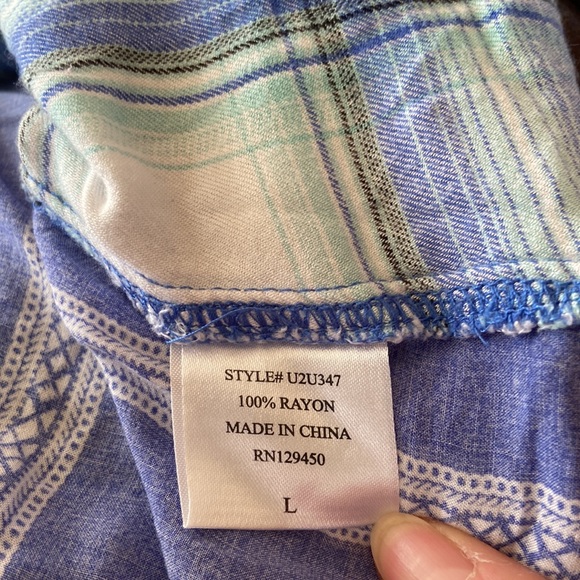 STYLE# U2U347
100% RAYON
MADE IN CHINA
RN129450
L